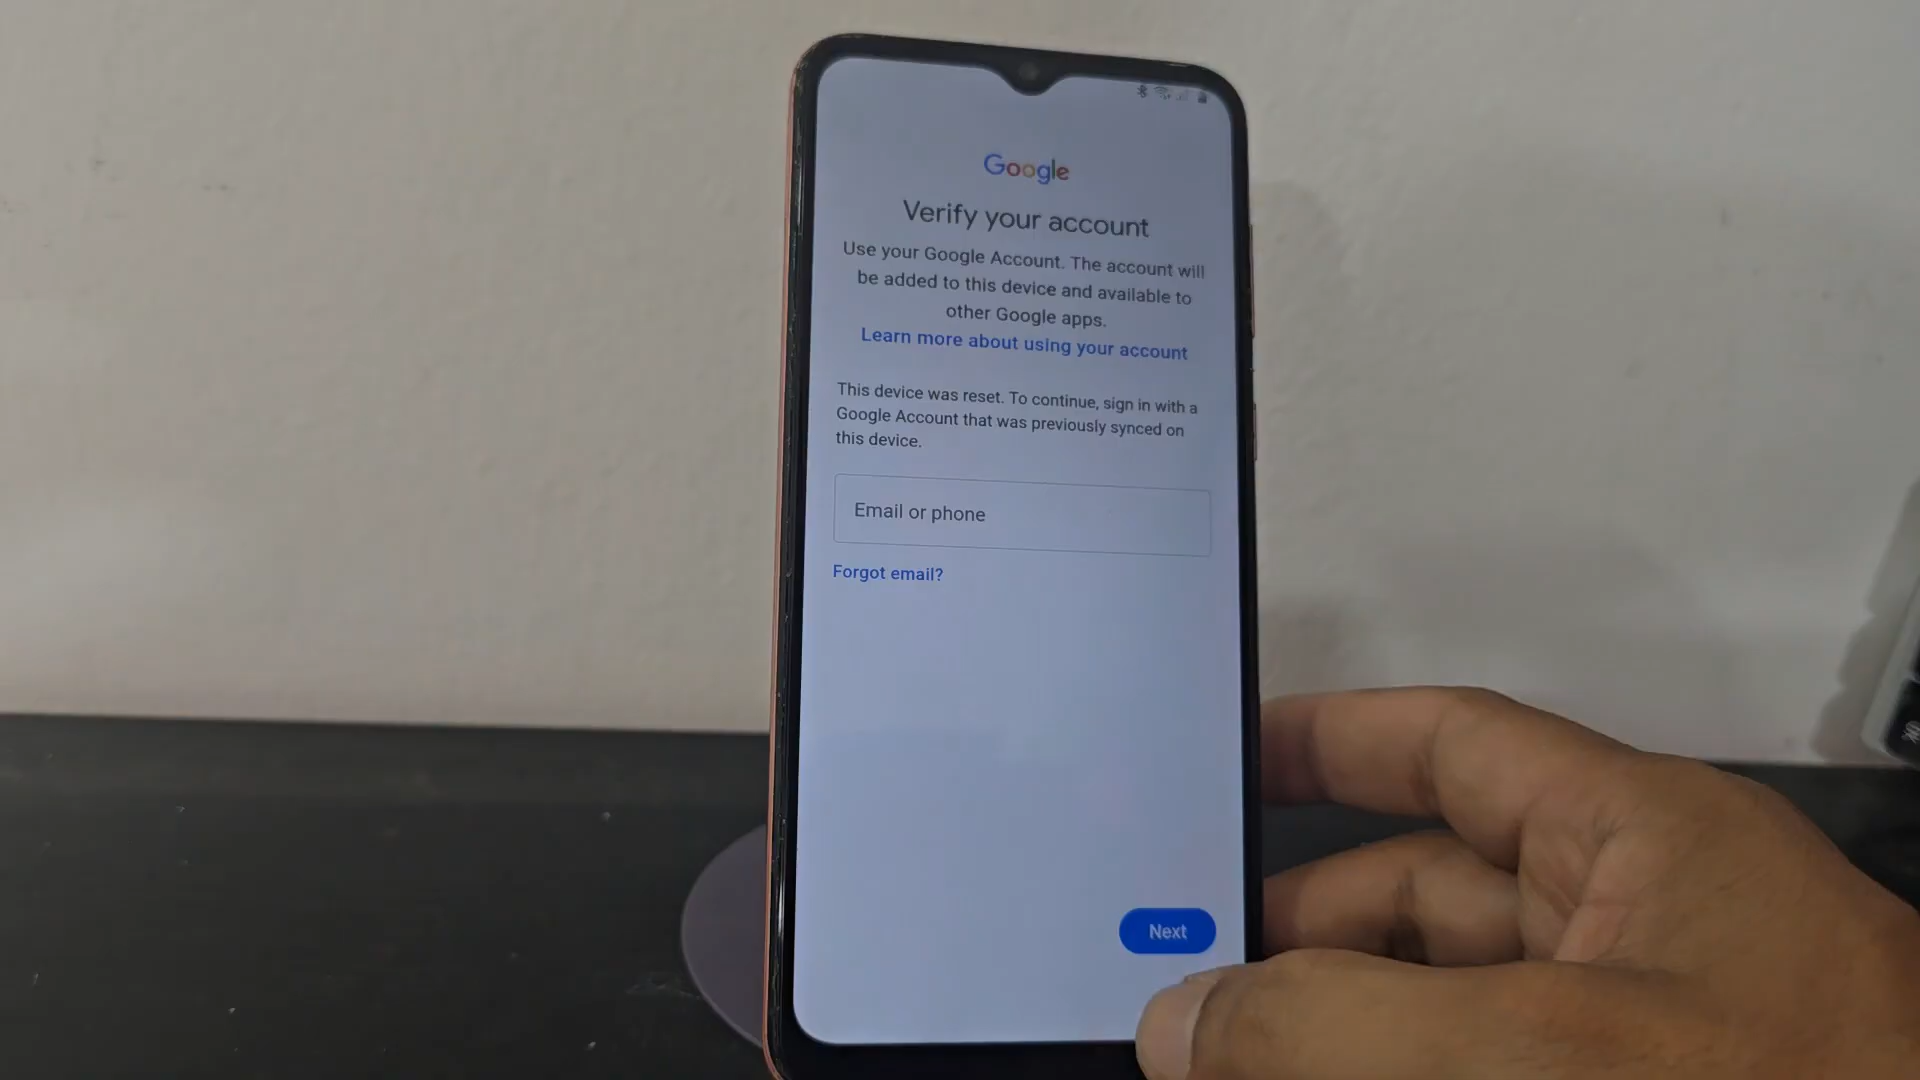 Google
Verify your account
Use your Google Account. The account will
be added to this device and available to
other Google apps.
Learn more about using your account
This device was reset. To continue, sign in with a
Google Account that was previously synced on
this device.
Email or phone
Forgot email?
Next